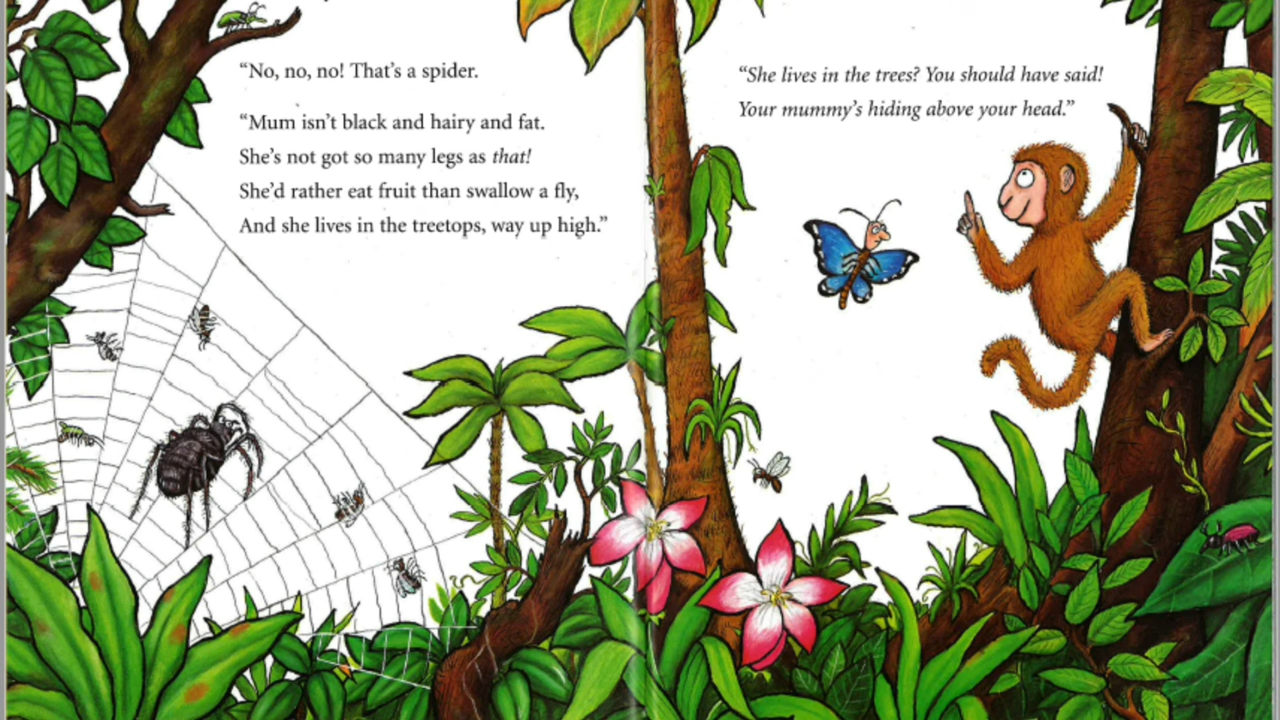 “No, no, no! That’s a spider.
“Mum isn’t black and hairy and fat.
She’s not got so many legs as that!
She’d rather eat fruit than swallow a fly,
And she lives in the treetops, way up high.”
“She lives in the trees? You should have said!
Your mummy’s hiding above your head.”